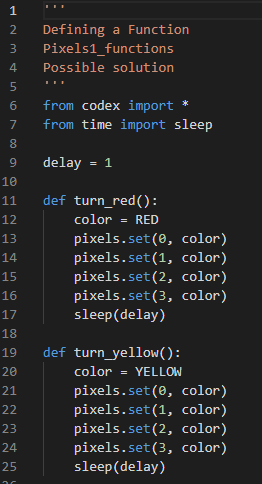 1 '''
2 Defining a Function
3 Pixels1_functions
4 Possible solution
5 '''
6 from codex import *
7 from time import sleep
8
9 delay = 1
10
11 def turn_red():
12     color = RED
13     pixels.set(0, color)
14     pixels.set(1, color)
15     pixels.set(2, color)
16     pixels.set(3, color)
17     sleep(delay)
18
19 def turn_yellow():
20     color = YELLOW
21     pixels.set(0, color)
22     pixels.set(1, color)
23     pixels.set(2, color)
24     pixels.set(3, color)
25     sleep(delay)